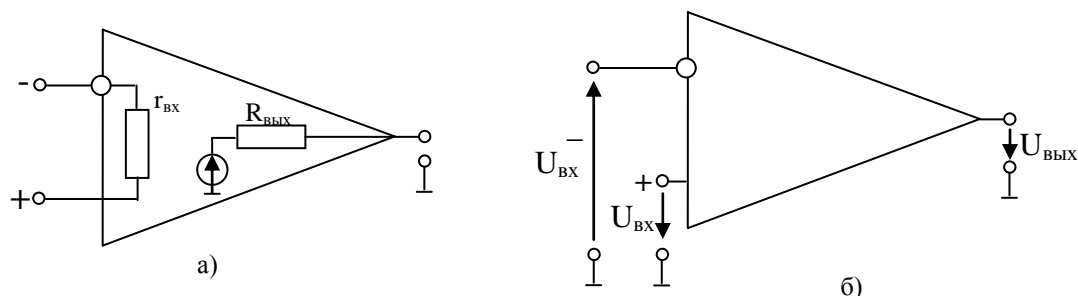 -
r_вх
R_вых
+
а)
U_вх⁻
U_вх⁺
U_вых
б)